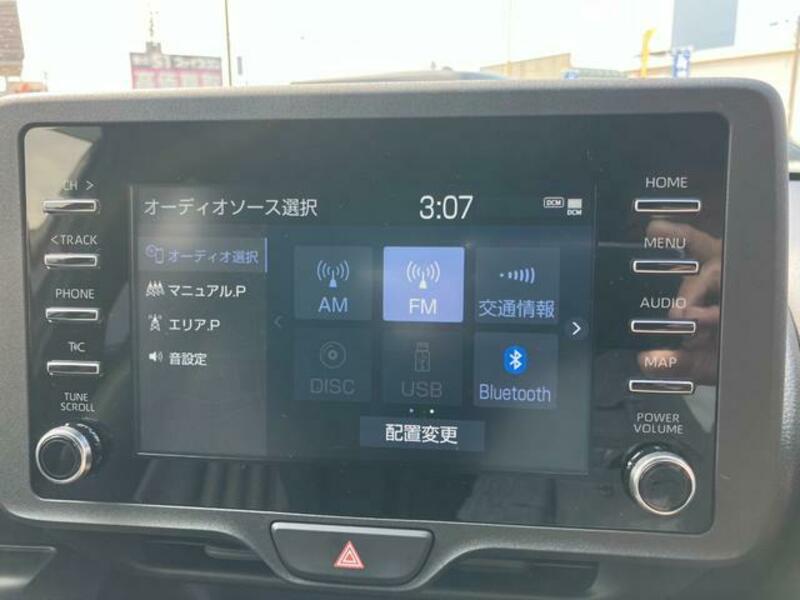 CH >
< TRACK
PHONE
T\C
TUNE
SCROLL
オーディオソース選択
3:07
DCM
DCM
オーディオ選択
マニュアル.P
エリア.P
音設定
AM
FM
交通情報
DISC
USB
Bluetooth
配置変更
HOME
MENU
AUDIO
MAP
POWER
VOLUME